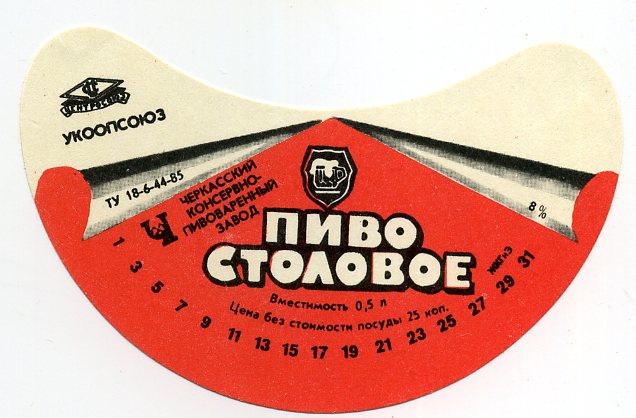 ЦЕНТРОСОЮЗ
УКООПСОЮЗ
ТУ 18-6-44-85
ЧЕРКАССКИЙ
КОНСЕРВНО-
ПИВОВАРЕННЫЙ
ЗАВОД
8%
ПИВО
СТОЛОВОЕ
Вместимость 0,5 л
Цена без стоимости посуды 25 коп.
1 3 5 7 9 11 13 15 17 19 21 23 25 27 29 31